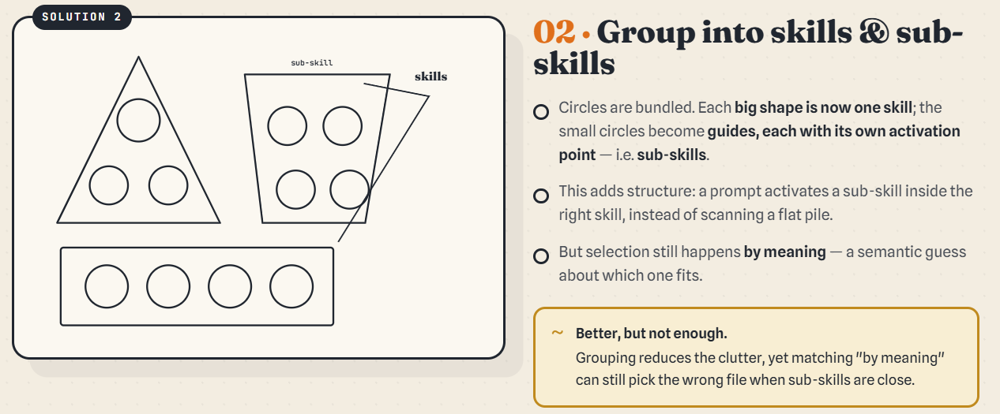 SOLUTION 2
sub-skill
skills
02 · Group into skills & sub-
skills
Circles are bundled. Each big shape is now one skill; the
small circles become guides, each with its own activation
point — i.e. sub-skills.
This adds structure: a prompt activates a sub-skill inside the
right skill, instead of scanning a flat pile.
But selection still happens by meaning — a semantic guess
about which one fits.
~ Better, but not enough.
Grouping reduces the clutter, yet matching "by meaning"
can still pick the wrong file when sub-skills are close.